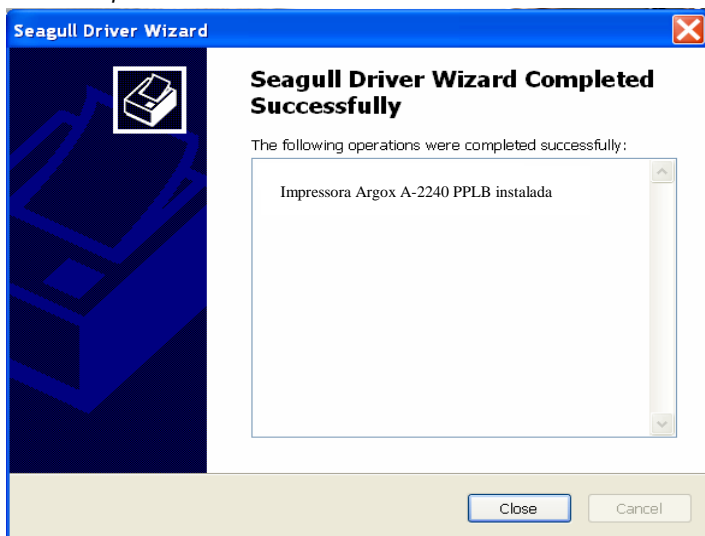 Seagull Driver Wizard
Seagull Driver Wizard Completed
Successfully
The following operations were completed successfully:
Impressora Argox A-2240 PPLB instalada
Close
Cancel